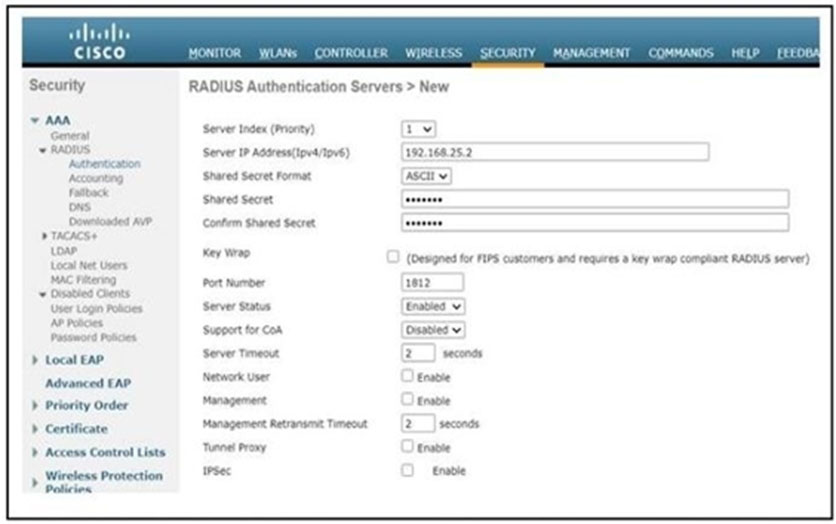 CISCO
MONITOR WLANs CONTROLLER WIRELESS SECURITY MANAGEMENT COMMANDS HELP FEEDBA
Security
AAA
General
RADIUS
Authentication
Accounting
Fallback
DNS
Downloaded AVP
TACACS+
LDAP
Local Net Users
MAC Filtering
Disabled Clients
User Login Policies
AP Policies
Password Policies
Local EAP
Advanced EAP
Priority Order
Certificate
Access Control Lists
Wireless Protection
Policies
RADIUS Authentication Servers > New
Server Index (Priority) 1
Server IP Address(Ipv4/Ipv6) 192.168.25.2
Shared Secret Format ASCII
Shared Secret •••••••
Confirm Shared Secret •••••••
Key Wrap (Designed for FIPS customers and requires a key wrap compliant RADIUS server)
Port Number 1812
Server Status Enabled
Support for CoA Disabled
Server Timeout 2 seconds
Network User Enable
Management Enable
Management Retransmit Timeout 2 seconds
Tunnel Proxy Enable
IPSec Enable